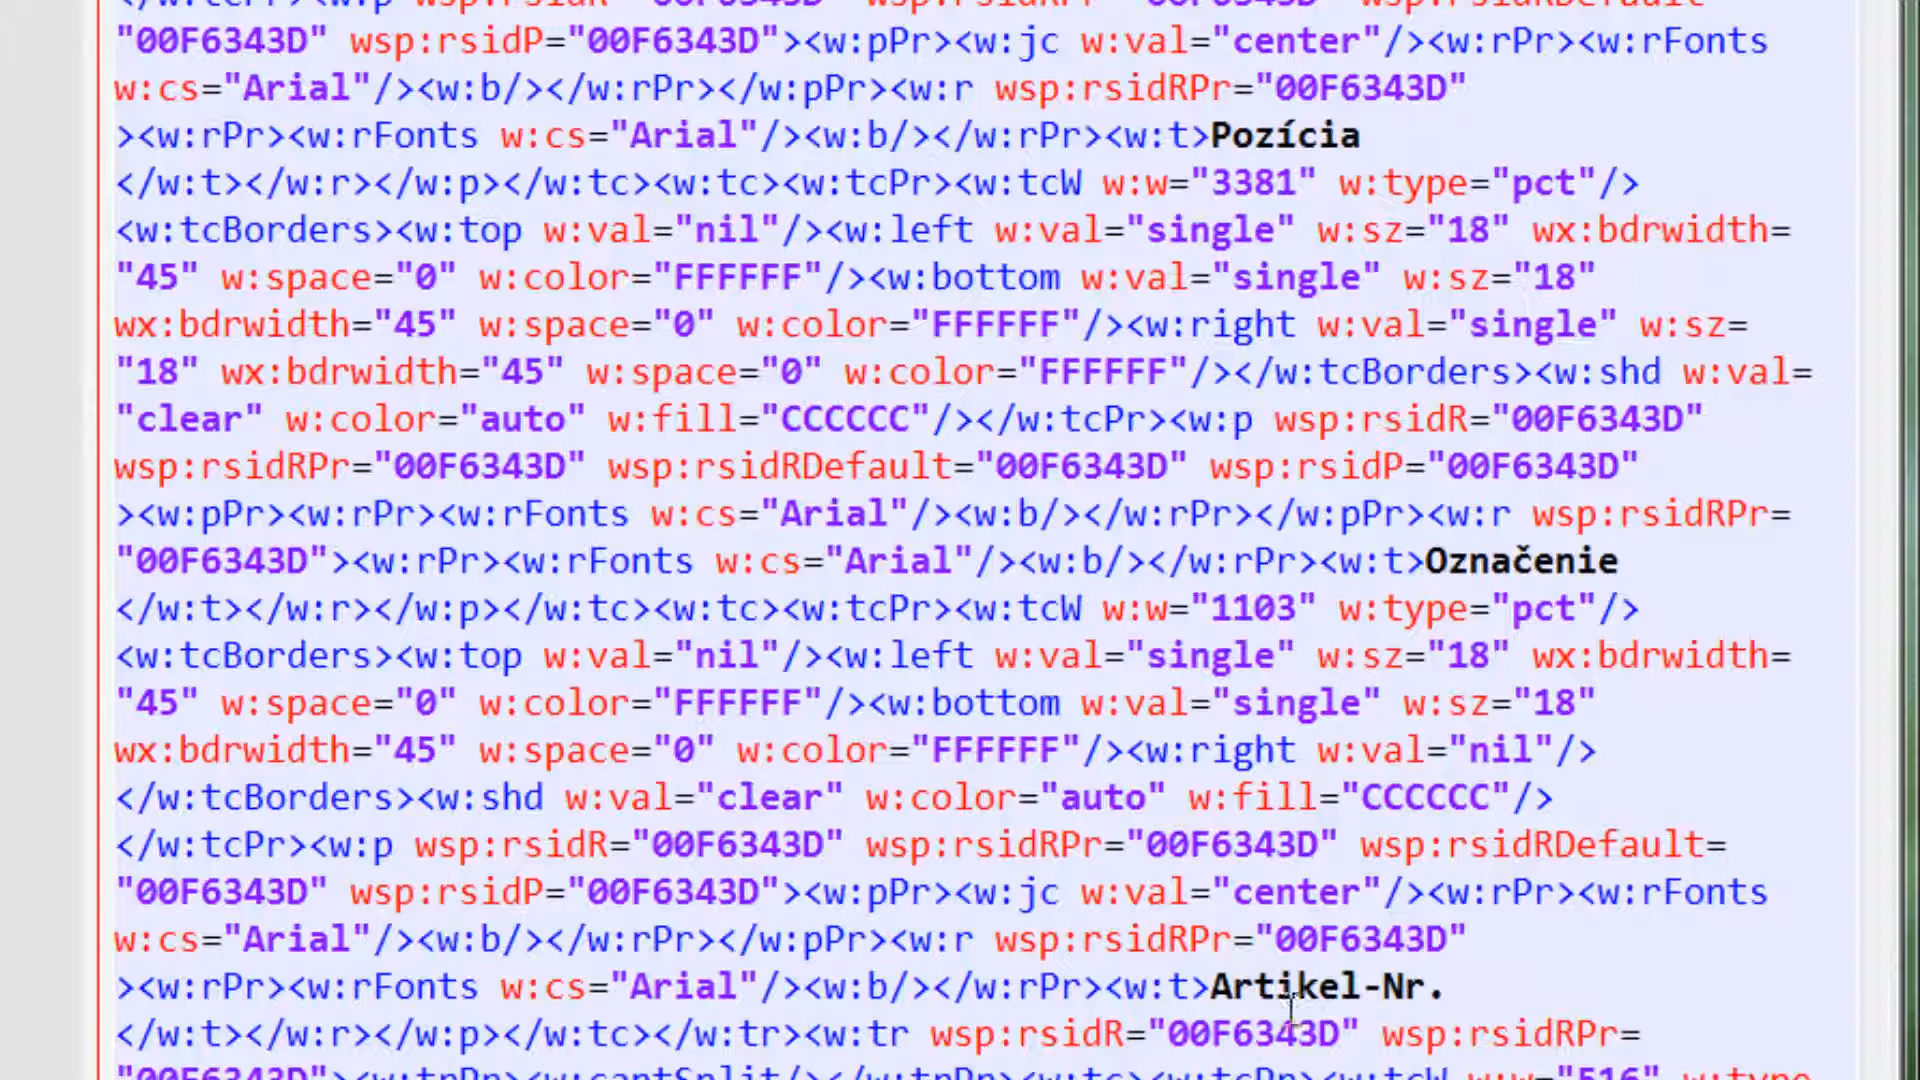 "00F6343D" wsp:rsidP="00F6343D"><w:pPr><w:jc w:val="center"/><w:rPr><w:rFonts
w:cs="Arial"/><w:b/></w:rPr></w:pPr><w:r wsp:rsidRPr="00F6343D"
><w:rPr><w:rFonts w:cs="Arial"/><w:b/></w:rPr><w:t>Pozícia
</w:t></w:r></w:p></w:tc><w:tc><w:tcPr><w:tcW w:w="3381" w:type="pct"/>
<w:tcBorders><w:top w:val="nil"/><w:left w:val="single" w:sz="18" wx:bdrwidth=
"45" w:space="0" w:color="FFFFFF"/><w:bottom w:val="single" w:sz="18"
wx:bdrwidth="45" w:space="0" w:color="FFFFFF"/><w:right w:val="single" w:sz=
"18" wx:bdrwidth="45" w:space="0" w:color="FFFFFF"/></w:tcBorders><w:shd w:val=
"clear" w:color="auto" w:fill="CCCCCC"/></w:tcPr><w:p wsp:rsidR="00F6343D"
wsp:rsidRPr="00F6343D" wsp:rsidRDefault="00F6343D" wsp:rsidP="00F6343D"
><w:pPr><w:rPr><w:rFonts w:cs="Arial"/><w:b/></w:rPr></w:pPr><w:r wsp:rsidRPr=
"00F6343D"><w:rPr><w:rFonts w:cs="Arial"/><w:b/></w:rPr><w:t>Označenie
</w:t></w:r></w:p></w:tc><w:tc><w:tcPr><w:tcW w:w="1103" w:type="pct"/>
<w:tcBorders><w:top w:val="nil"/><w:left w:val="single" w:sz="18" wx:bdrwidth=
"45" w:space="0" w:color="FFFFFF"/><w:bottom w:val="single" w:sz="18"
wx:bdrwidth="45" w:space="0" w:color="FFFFFF"/><w:right w:val="nil"/>
</w:tcBorders><w:shd w:val="clear" w:color="auto" w:fill="CCCCCC"/>
</w:tcPr><w:p wsp:rsidR="00F6343D" wsp:rsidRPr="00F6343D" wsp:rsidRDefault=
"00F6343D" wsp:rsidP="00F6343D"><w:pPr><w:jc w:val="center"/><w:rPr><w:rFonts
w:cs="Arial"/><w:b/></w:rPr></w:pPr><w:r wsp:rsidRPr="00F6343D"
><w:rPr><w:rFonts w:cs="Arial"/><w:b/></w:rPr><w:t>Artikel-Nr.
</w:t></w:r></w:p></w:tc></w:tr><w:tr wsp:rsidR="00F6343D" wsp:rsidRPr=